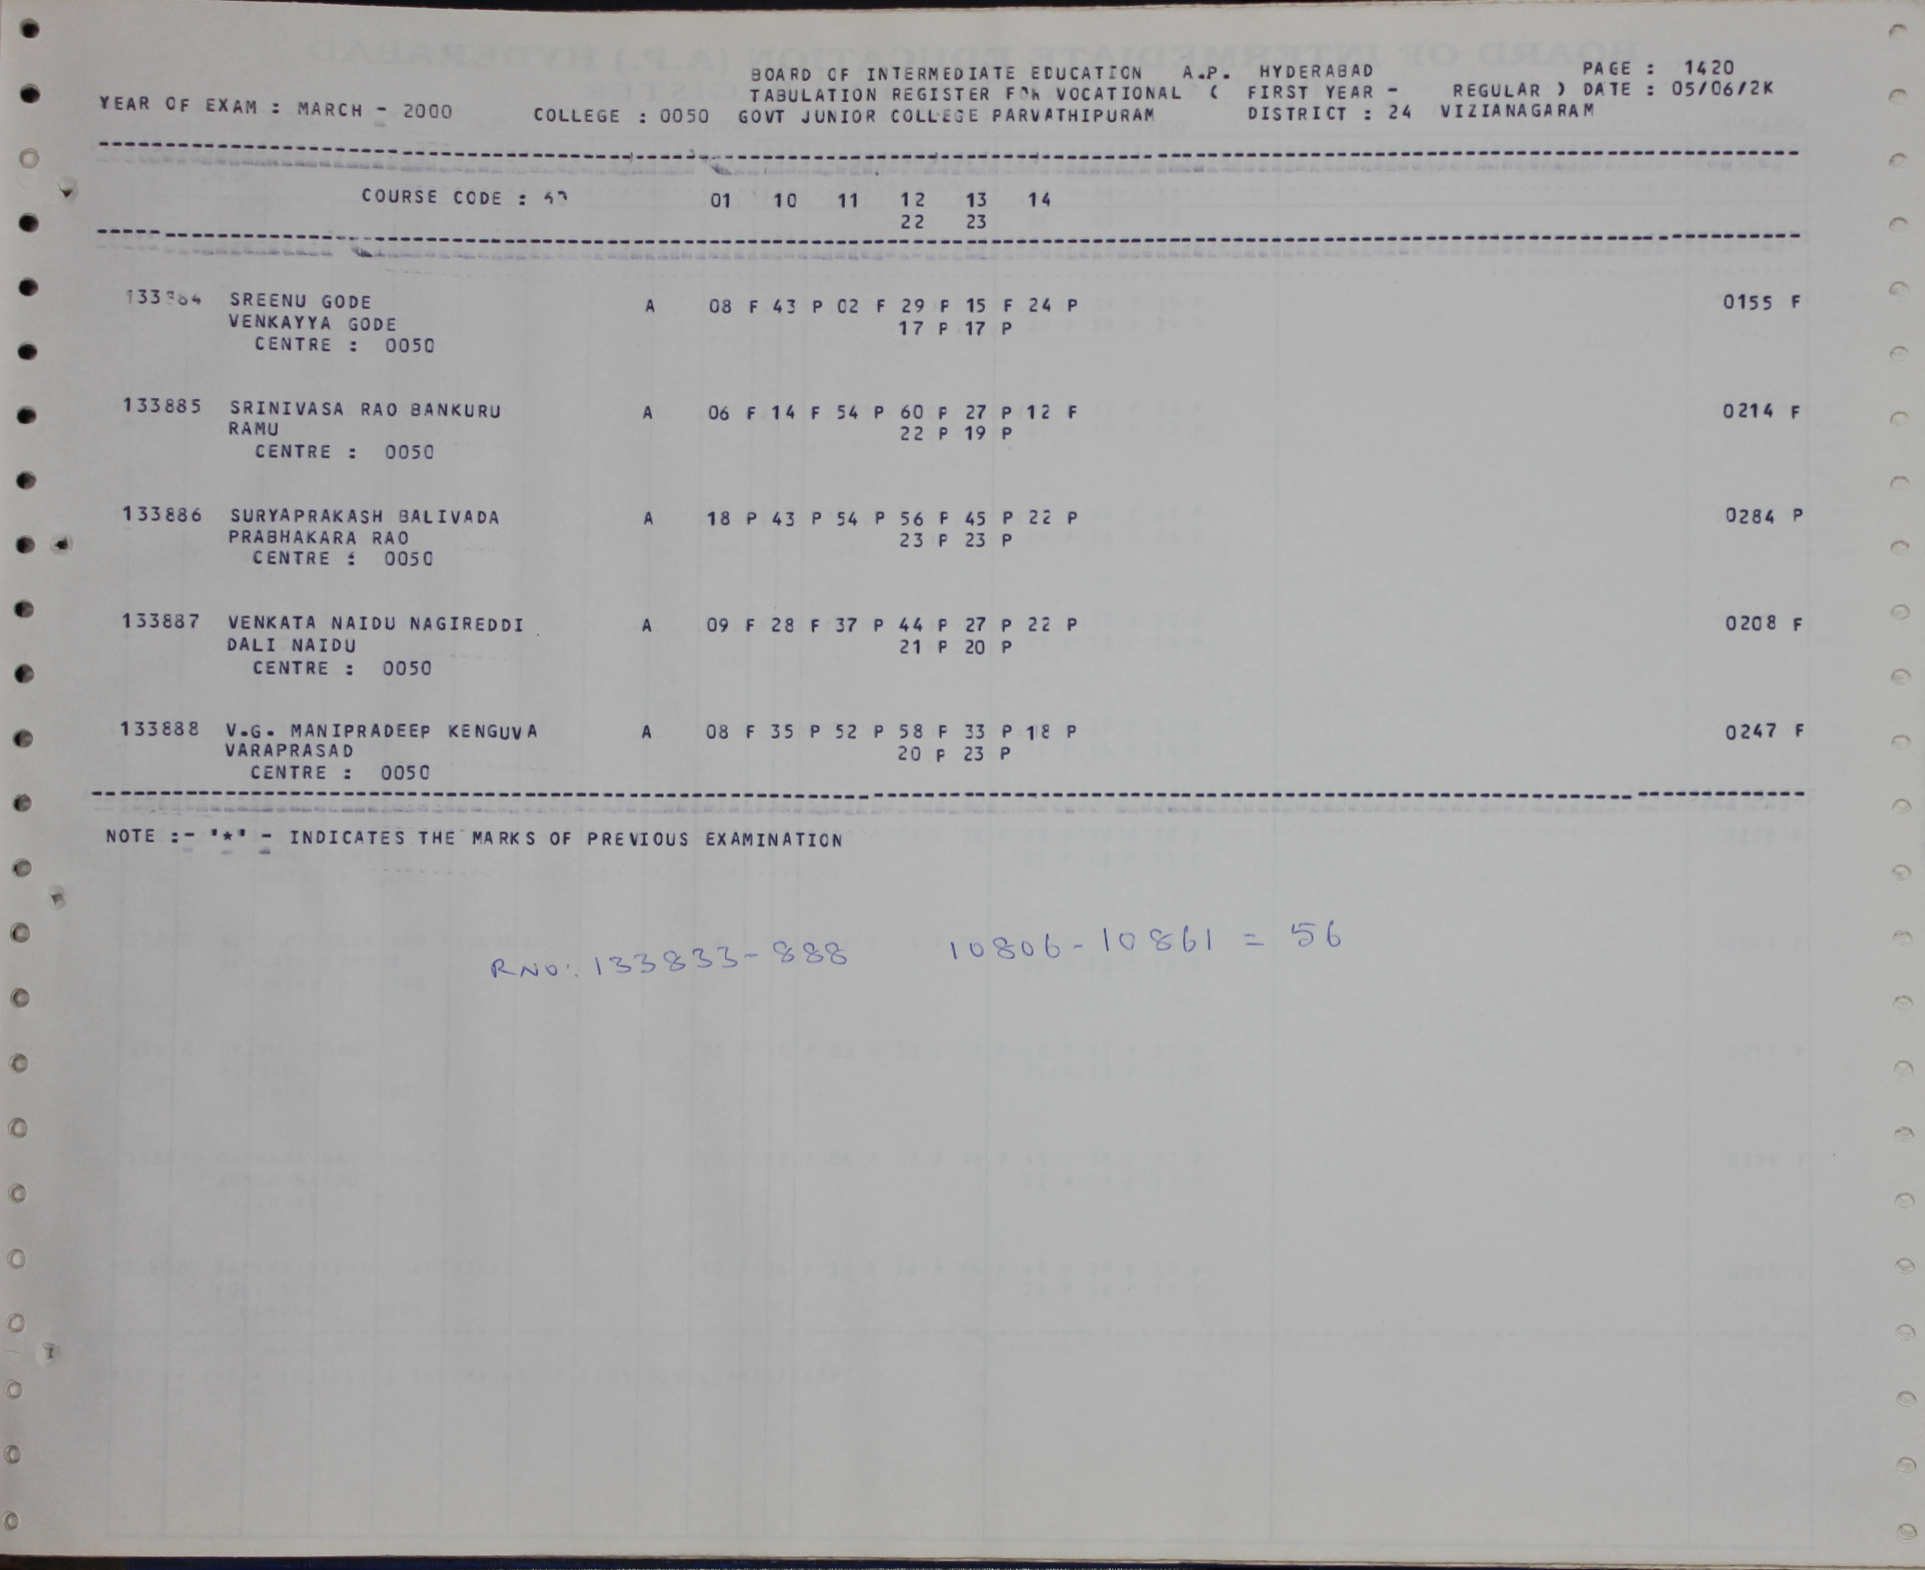 BOARD OF INTERMEDIATE EDUCATION A.P. HYDERABAD PAGE : 1420
TABULATION REGISTER FOR VOCATIONAL ( FIRST YEAR - REGULAR ) DATE : 05/06/2K
YEAR OF EXAM : MARCH - 2000 COLLEGE : 0050 GOVT JUNIOR COLLEGE PARVATHIPURAM DISTRICT : 24 VIZIANAGARAM
COURSE CODE : 01 10 11 12 13 14
22 23
SREENU GODE A 08 F 43 P 02 F 29 P 15 F 24 P 0155 F
VENKAYYA GODE 17 P 17 P
CENTRE : 0050
133885 SRINIVASA RAO BANKURU A 06 F 14 F 54 P 60 P 27 P 12 F 0214 F
RAMU 22 P 19 P
CENTRE : 0050
133886 SURYAPRAKASH BALIVADA A 18 P 43 P 54 P 56 P 45 P 22 P 0284 P
PRABHAKARA RAO 23 P 23 P
CENTRE : 0050
133887 VENKATA NAIDU NAGIREDDI A 09 F 28 F 37 P 44 P 27 P 22 P 0208 F
DALI NAIDU 21 P 20 P
CENTRE : 0050
133888 V.G. MANIPRADEEP KENGUVA A 08 F 35 P 52 P 58 P 33 P 18 P 0247 F
VARAPRASAD 20 P 23 P
CENTRE : 0050
NOTE :- '*' - INDICATES THE MARKS OF PREVIOUS EXAMINATION
RNO: 133833-888 10806-10861 = 56